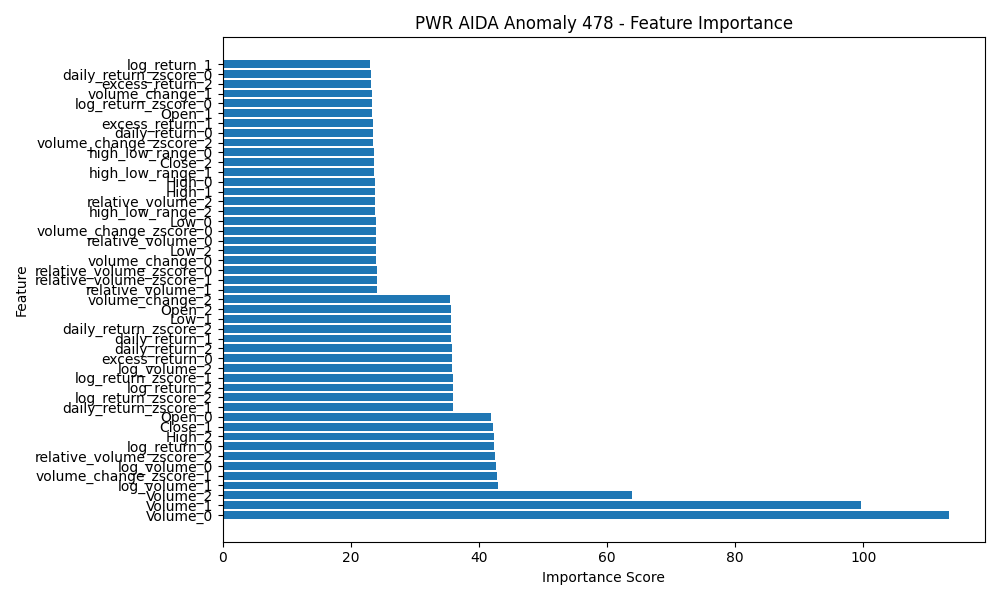 PWR AIDA Anomaly 478 - Feature Importance
log_return_1
daily_return_zscore_0
excess_return_2
volume_change_1
log_return_zscore_0
Open_1
excess_return_1
daily_return_0
volume_change_zscore_2
high_low_range_0
Close_2
high_low_range_1
High_0
High_1
relative_volume_2
high_low_range_2
Low_0
volume_change_zscore_0
relative_volume_0
Low_2
volume_change_0
relative_volume_zscore_0
relative_volume_zscore_1
relative_volume_1
volume_change_2
Open_2
Low_1
daily_return_zscore_2
daily_return_1
daily_return_2
excess_return_0
log_volume_2
log_return_zscore_1
log_return_2
log_return_zscore_2
daily_return_zscore_1
Open_0
Close_1
High_2
log_return_0
relative_volume_zscore_2
log_volume_0
volume_change_zscore_1
log_volume_1
Volume_2
Volume_1
Volume_0
Feature
0 20 40 60 80 100
Importance Score